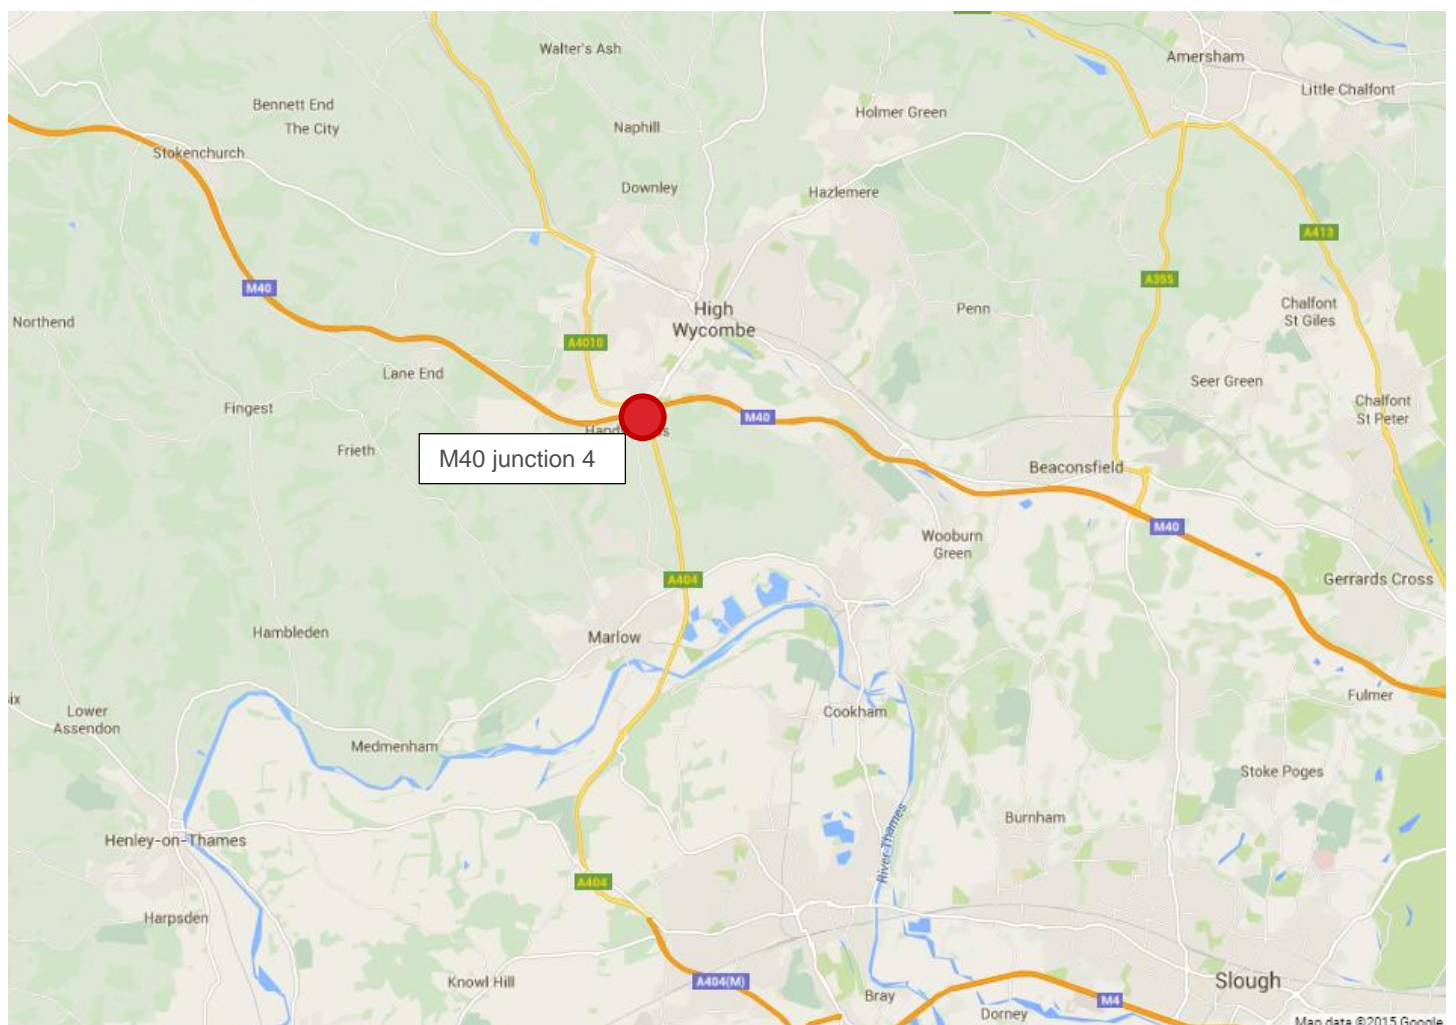 Walter's Ash
Amersham
Little Chalfont
Bennett End
The City
Holmer Green
Naphill
Stokenchurch
Downley
Hazlemere
A413
A355
M40
Chalfont
St Giles
Northend
High
Wycombe
Penn
A4010
Lane End
Seer Green
Fingest
Chalfont
St Peter
M40
Frieth
M40 junction 4
Beaconsfield
M40
Wooburn
Green
A404
Gerrards Cross
Hambleden
Marlow
Fulmer
Lower
Assendon
Cookham
Medmenham
Stoke Poges
Burnham
River Thames
Henley-on-Thames
A404
Harpsden
Knowl Hill
A404(M)
Slough
Bray
M4
Dorney
Map data ©2015 Google